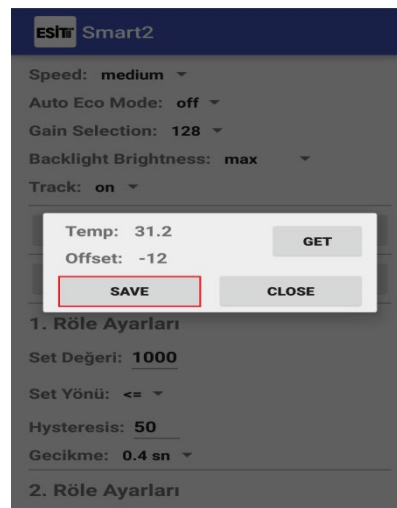 ESİT Smart2
Speed: medium
Auto Eco Mode: off
Gain Selection: 128
Backlight Brightness: max
Track: on
Temp: 31.2
GET
Offset: -12
SAVE
CLOSE
1. Röle Ayarları
Set Değeri: 1000
Set Yönü: <=
Hysteresis: 50
Gecikme: 0.4 sn
2. Röle Ayarları